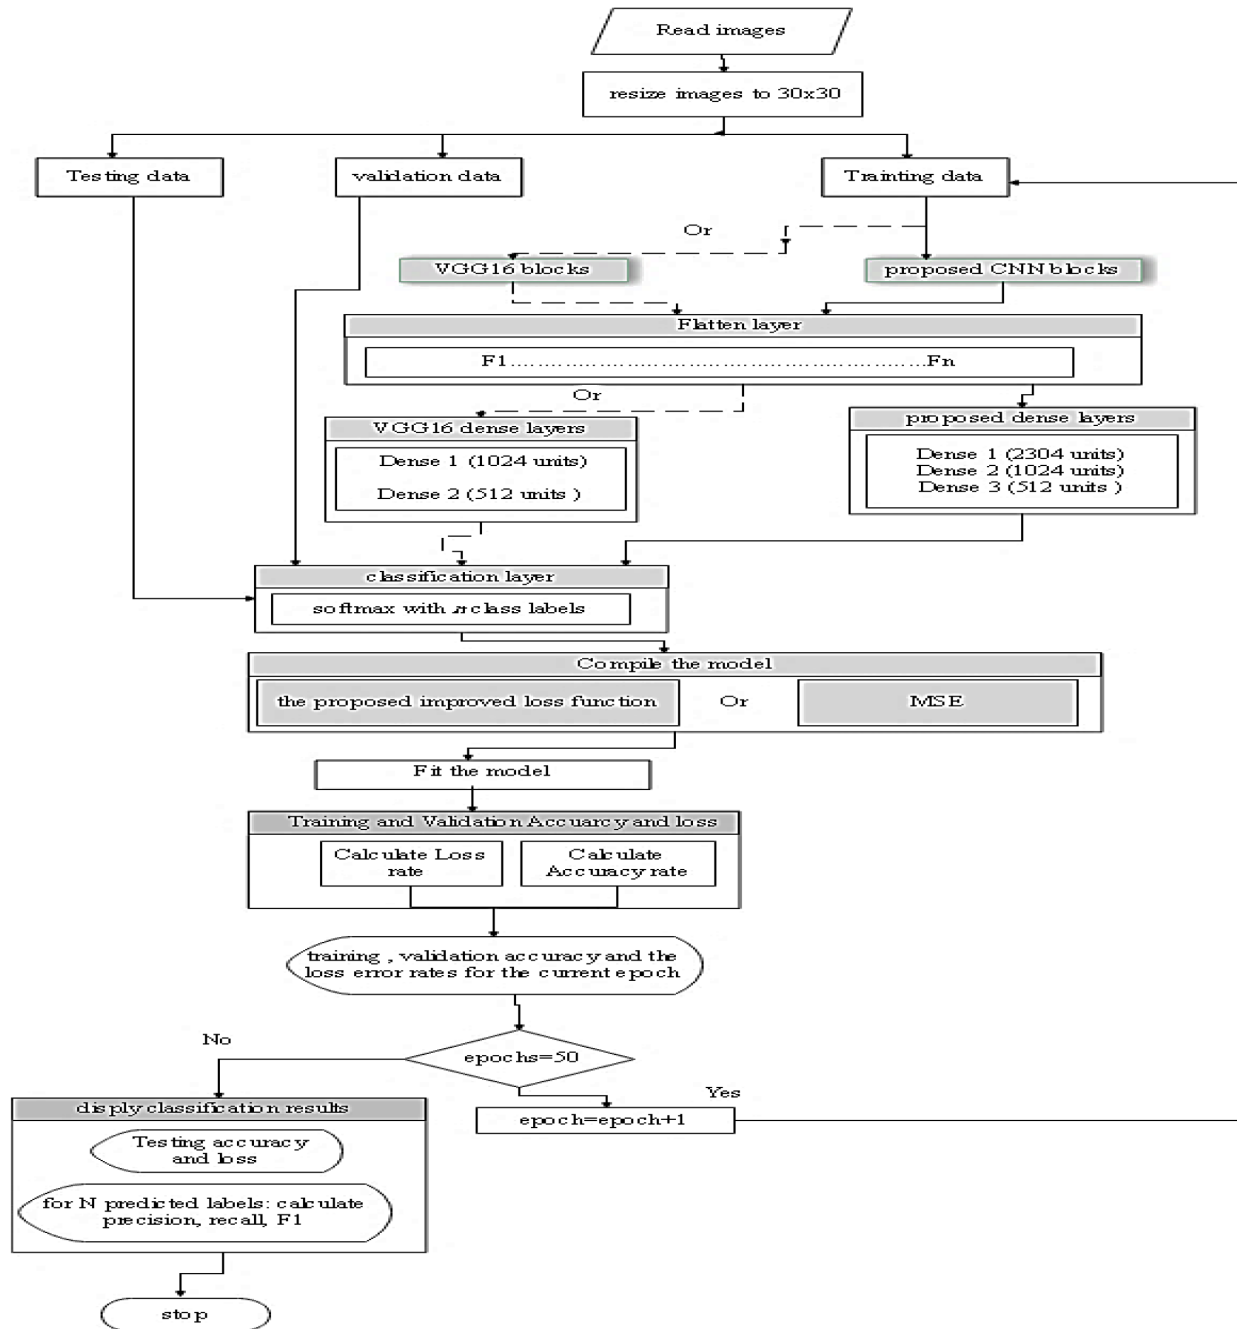 Read images
resize images to 30x30
Testing data
validation data
Trainting data
Or
VGG16 blocks
proposed CNN blocks
Flatten layer
F1.............................................................Fn
Or
VGG16 dense layers
Dense 1 (1024 units)
Dense 2 (512 units )
proposed dense layers
Dense 1 (2304 units)
Dense 2 (1024 units)
Dense 3 (512 units )
classification layer
softmax with n class labels
Compile the model
the proposed improved loss function
Or
MSE
Fit the model
Training and Validation Accuarcy and loss
Calculate Loss
rate
Calculate
Accuracy rate
training , validation accuracy and the
loss error rates for the current epoch
No
epochs=50
Yes
epoch=epoch+1
disply classification results
Testing accuracy
and loss
for N predicted labels: calculate
precision, recall, F1
stop